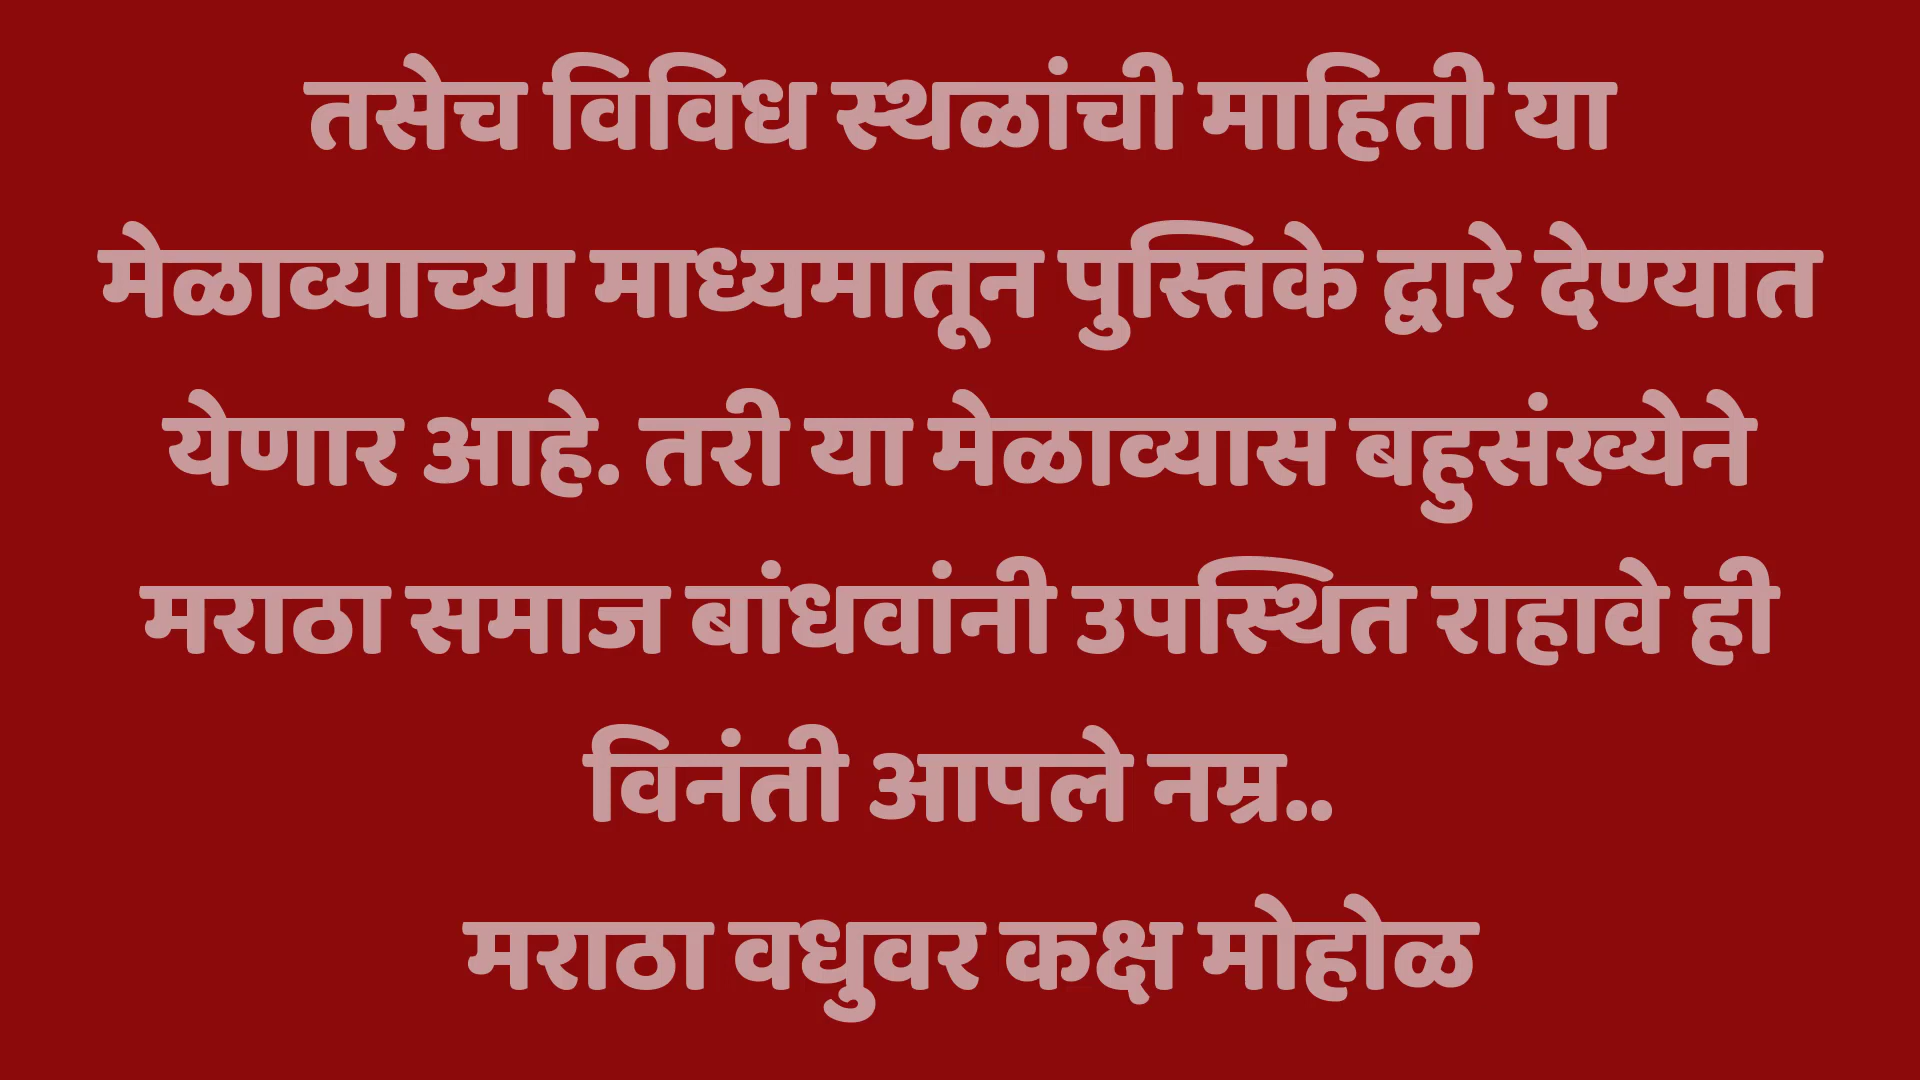 तसेच विविध स्थळांची माहिती या
मेळाव्याच्या माध्यमातून पुस्तिके द्वारे देण्यात
येणार आहे. तरी या मेळाव्यास बहुसंख्येने
मराठा समाज बांधवांनी उपस्थित राहावे ही
विनंती आपले नम्र..
मराठा वधुवर कक्ष मोहोळ